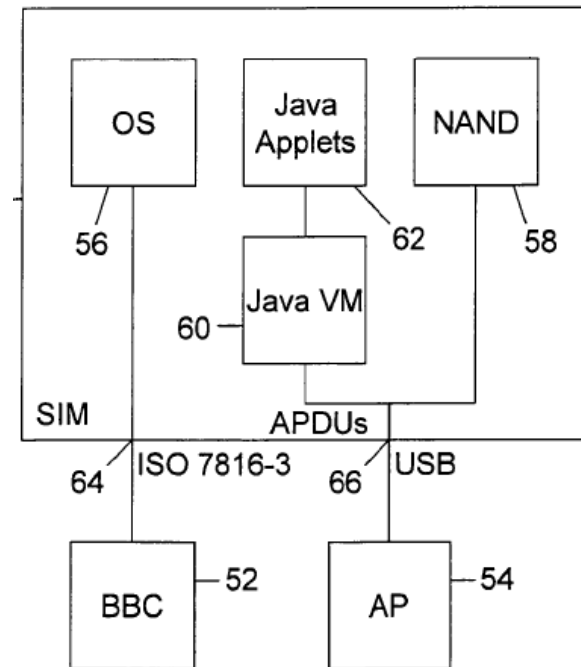 OS
Java
Applets
NAND
56
62
58
60
Java VM
SIM
APDUs
64
ISO 7816-3
66
USB
BBC
52
AP
54